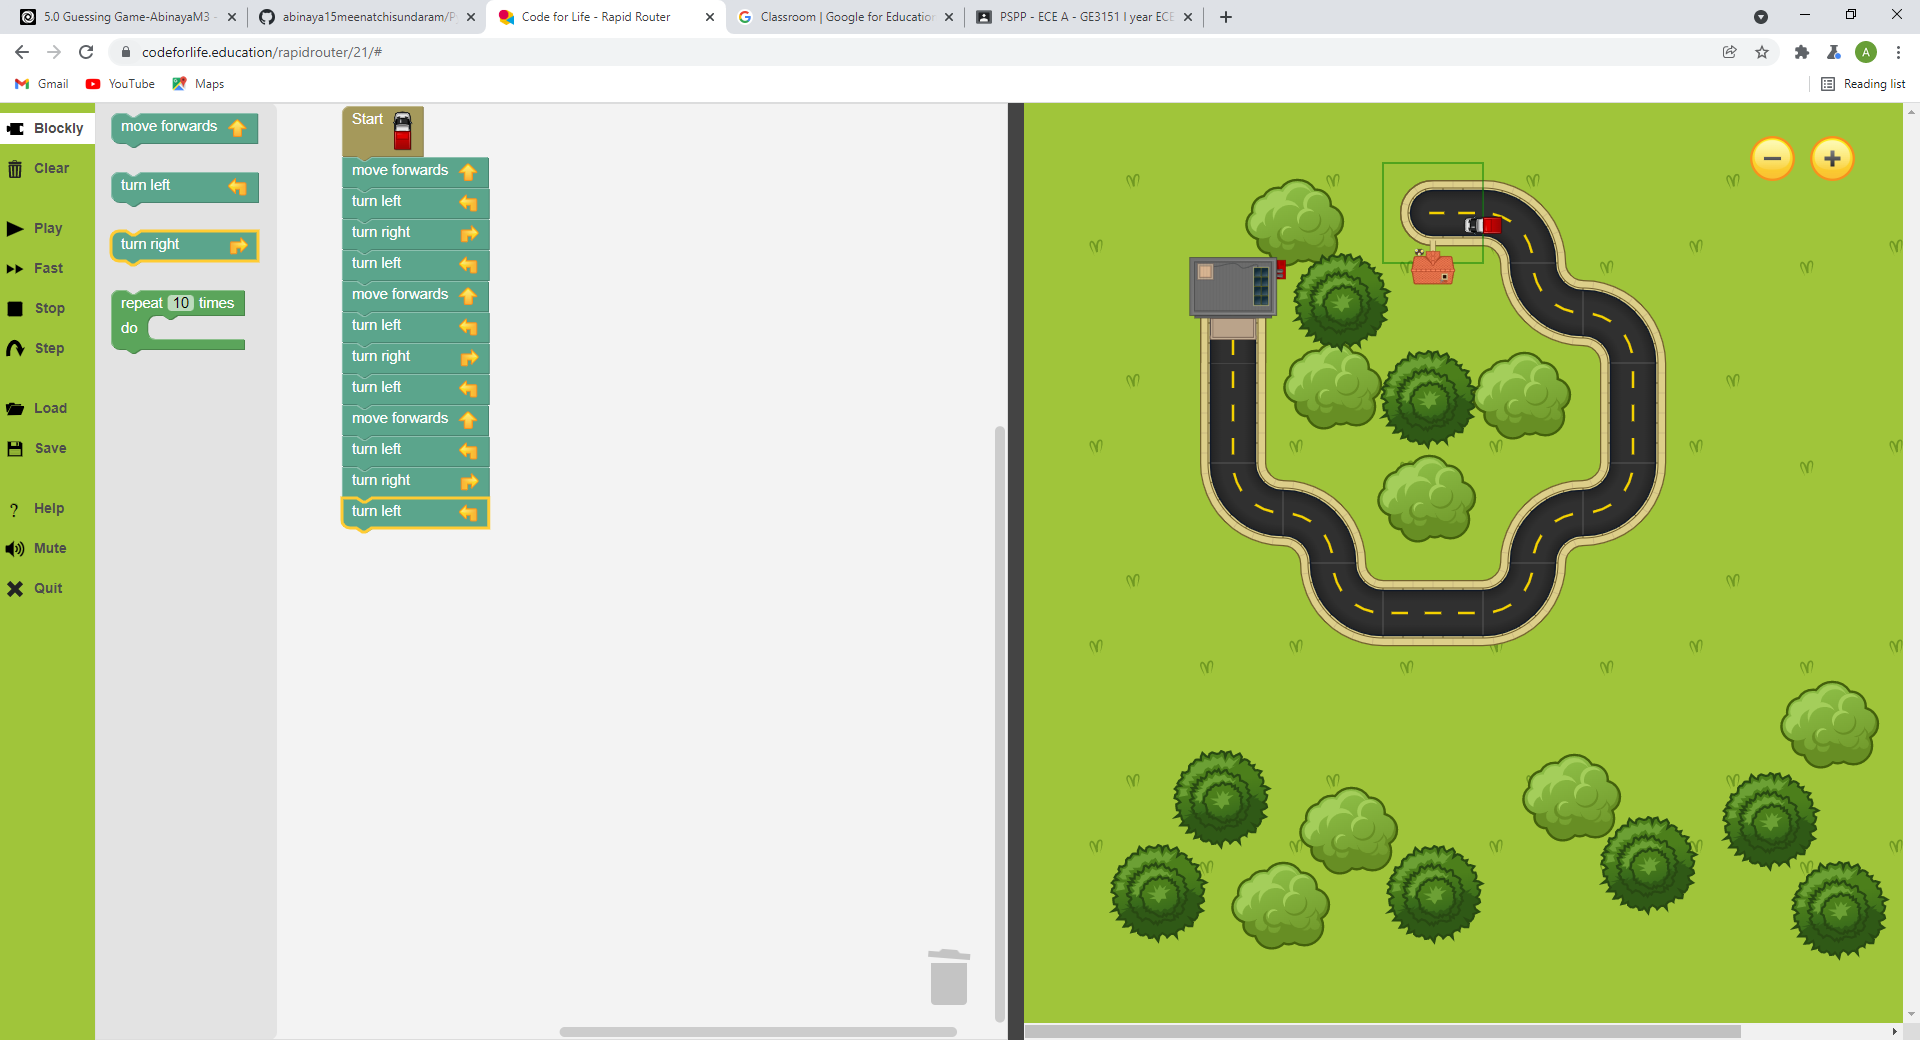 5.0 Guessing Game-AbinayaM3 -
abinaya15meenatchisundaram/P
Code for Life - Rapid Router
Classroom | Google for Education
PSPP - ECE A - GE3151 I year ECE
codeforlife.education/rapidrouter/21/#
A
Gmail
YouTube
Maps
Reading list
Blockly
Clear
Play
Fast
Stop
Step
Load
Save
? Help
Mute
Quit
move forwards
turn left
turn right
repeat 10 times
do
Start
move forwards
turn left
turn right
turn left
move forwards
turn left
turn right
turn left
move forwards
turn left
turn right
turn left